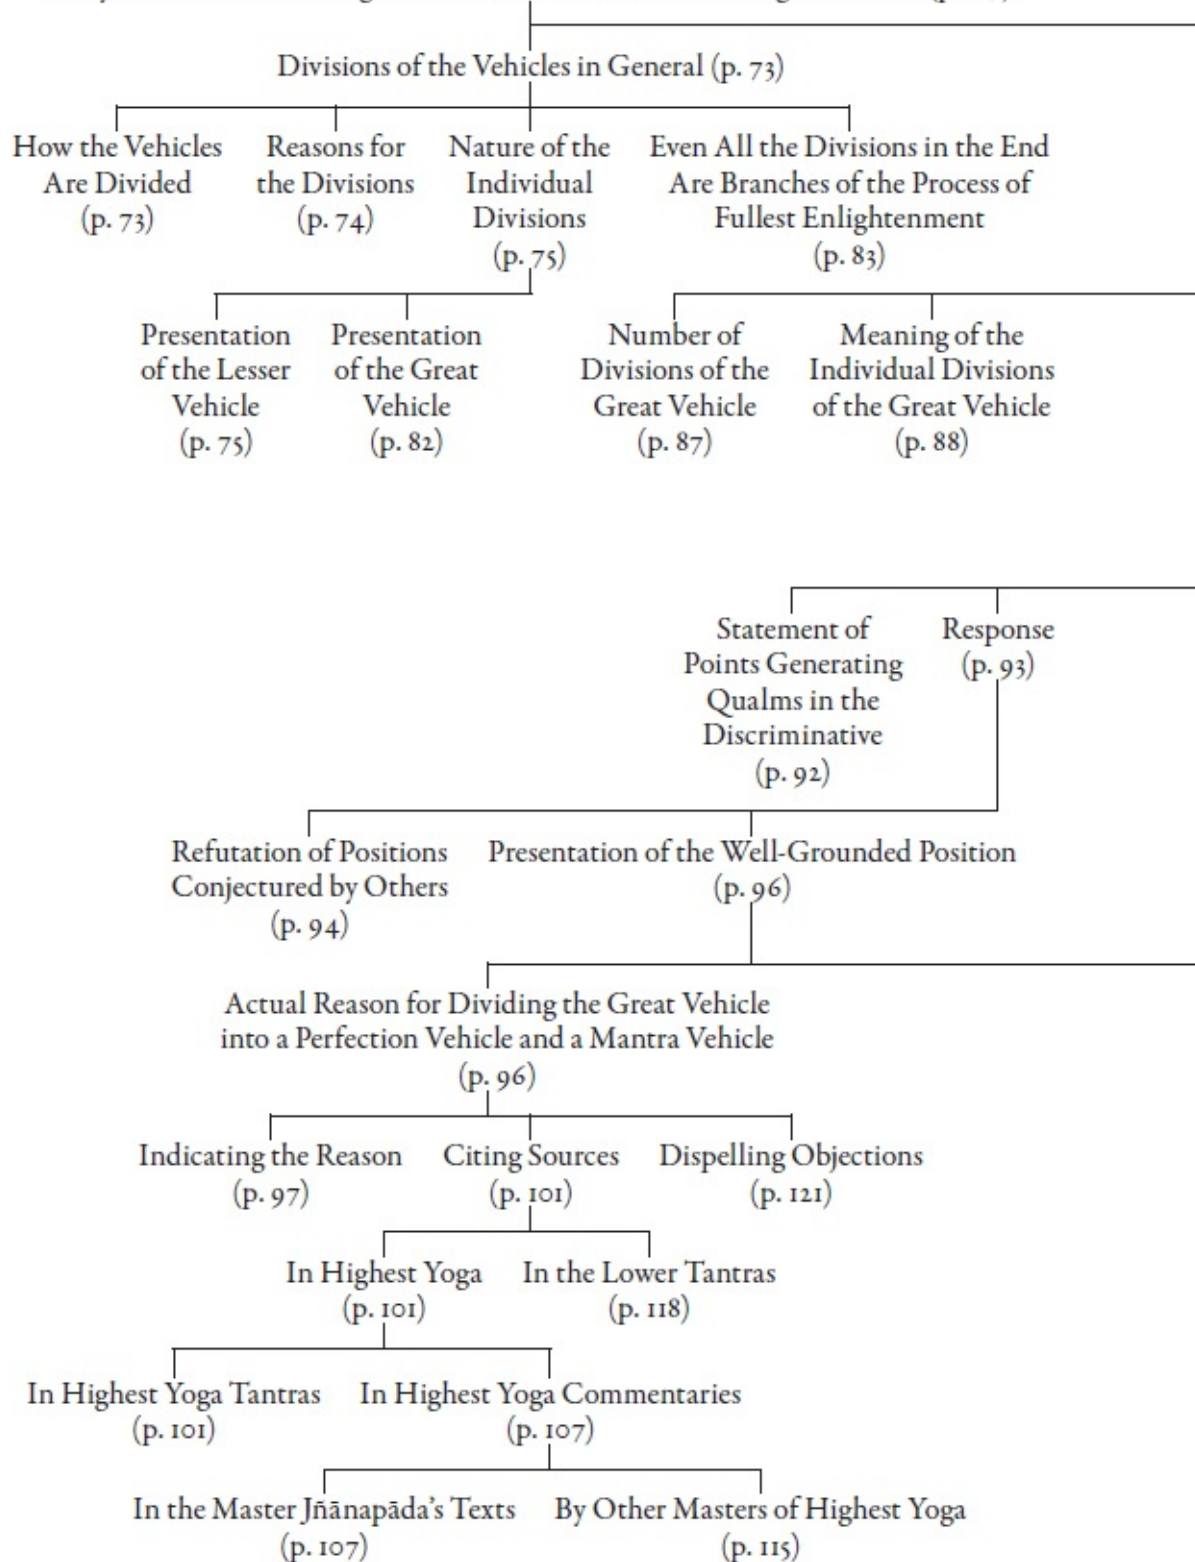 Divisions of the Vehicles in General (p. 73)
How the Vehicles
Are Divided
(p. 73)
Reasons for
the Divisions
(p. 74)
Nature of the
Individual
Divisions
(p. 75)
Even All the Divisions in the End
Are Branches of the Process of
Fullest Enlightenment
(p. 83)
Presentation
of the Lesser
Vehicle
(p. 75)
Presentation
of the Great
Vehicle
(p. 82)
Number of
Divisions of the
Great Vehicle
(p. 87)
Meaning of the
Individual Divisions
of the Great Vehicle
(p. 88)
Statement of
Points Generating
Qualms in the
Discriminative
(p. 92)
Response
(p. 93)
Refutation of Positions
Conjectured by Others
(p. 94)
Presentation of the Well-Grounded Position
(p. 96)
Actual Reason for Dividing the Great Vehicle
into a Perfection Vehicle and a Mantra Vehicle
(p. 96)
Indicating the Reason
(p. 97)
Citing Sources
(p. 101)
Dispelling Objections
(p. 121)
In Highest Yoga
(p. 101)
In the Lower Tantras
(p. 118)
In Highest Yoga Tantras
(p. 101)
In Highest Yoga Commentaries
(p. 107)
In the Master Jñānapāda's Texts
(p. 107)
By Other Masters of Highest Yoga
(p. 115)